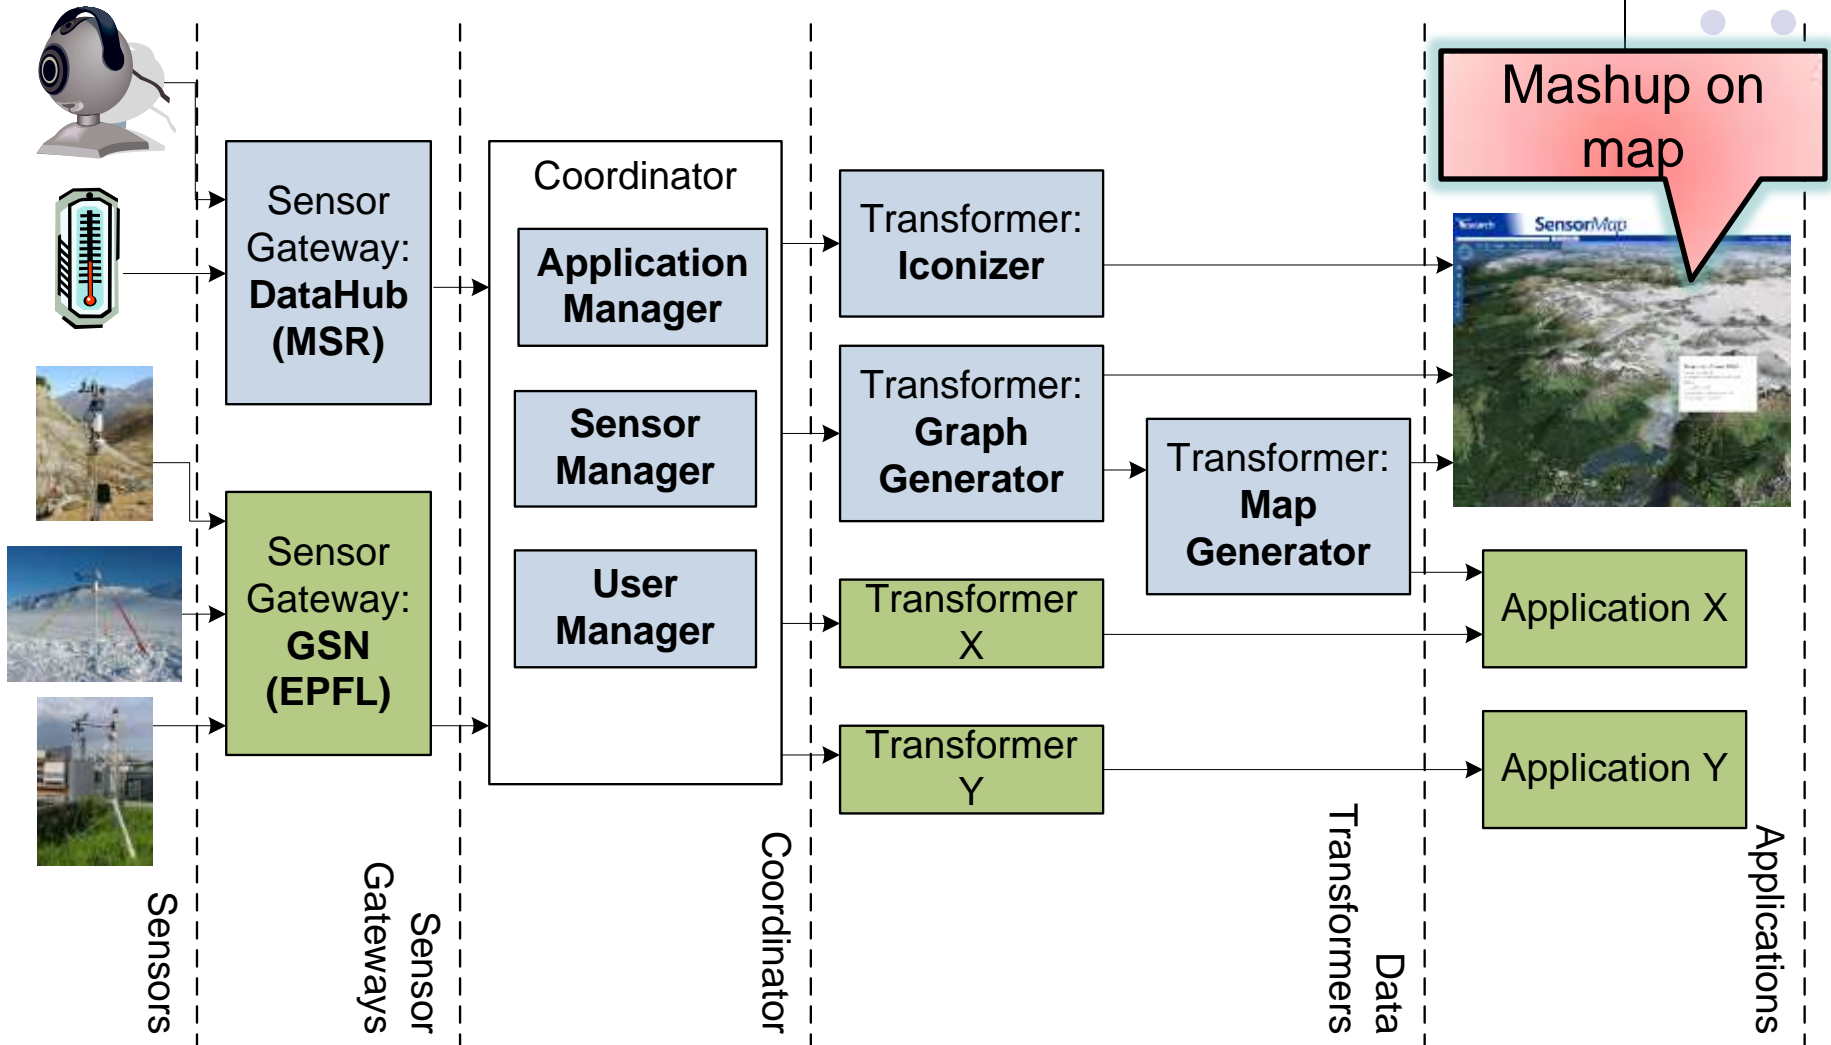 Mashup on
map
Sensor
Gateway:
DataHub
(MSR)
Sensor
Gateway:
GSN
(EPFL)
Coordinator
Application
Manager
Sensor
Manager
User
Manager
Transformer:
Iconizer
Transformer:
Graph
Generator
Transformer:
Map
Generator
Transformer
X
Transformer
Y
SensorMap
Application X
Application Y
Sensors
Sensor
Gateways
Coordinator
Data
Transformers
Applications